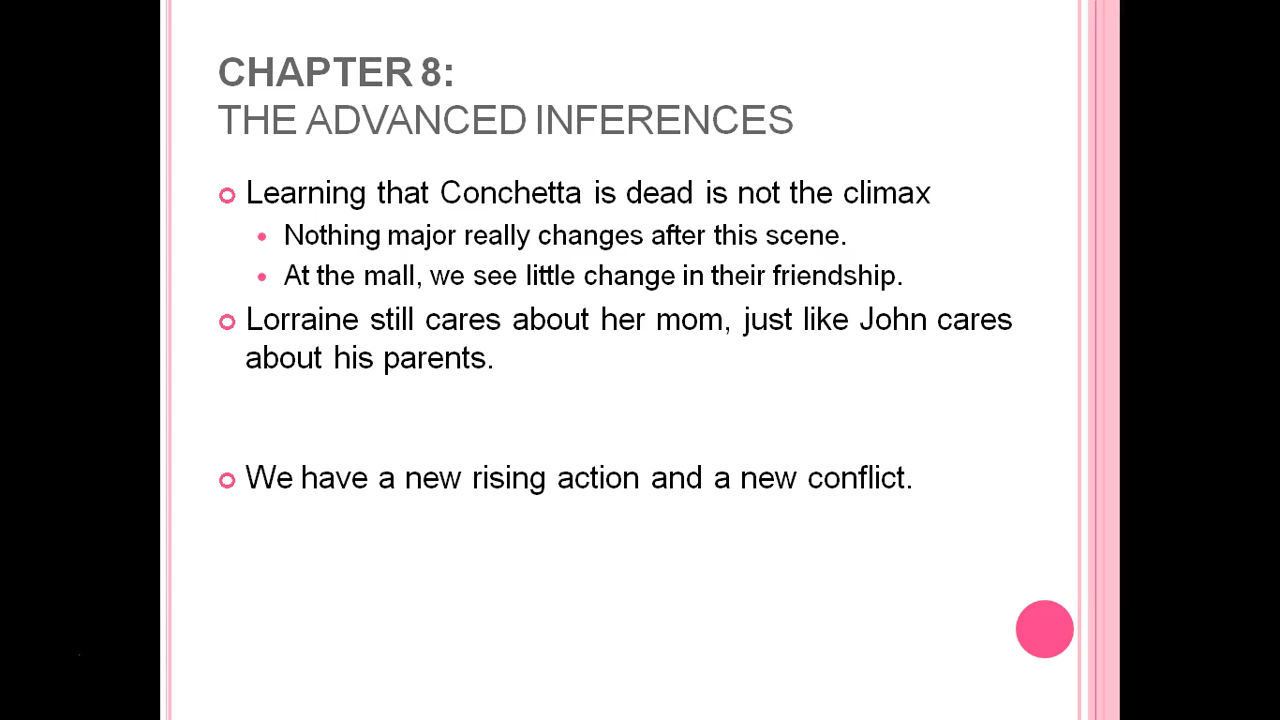 CHAPTER 8:
THE ADVANCED INFERENCES
Learning that Conchetta is dead is not the climax
Nothing major really changes after this scene.
At the mall, we see little change in their friendship.
Lorraine still cares about her mom, just like John cares
about his parents.
We have a new rising action and a new conflict.